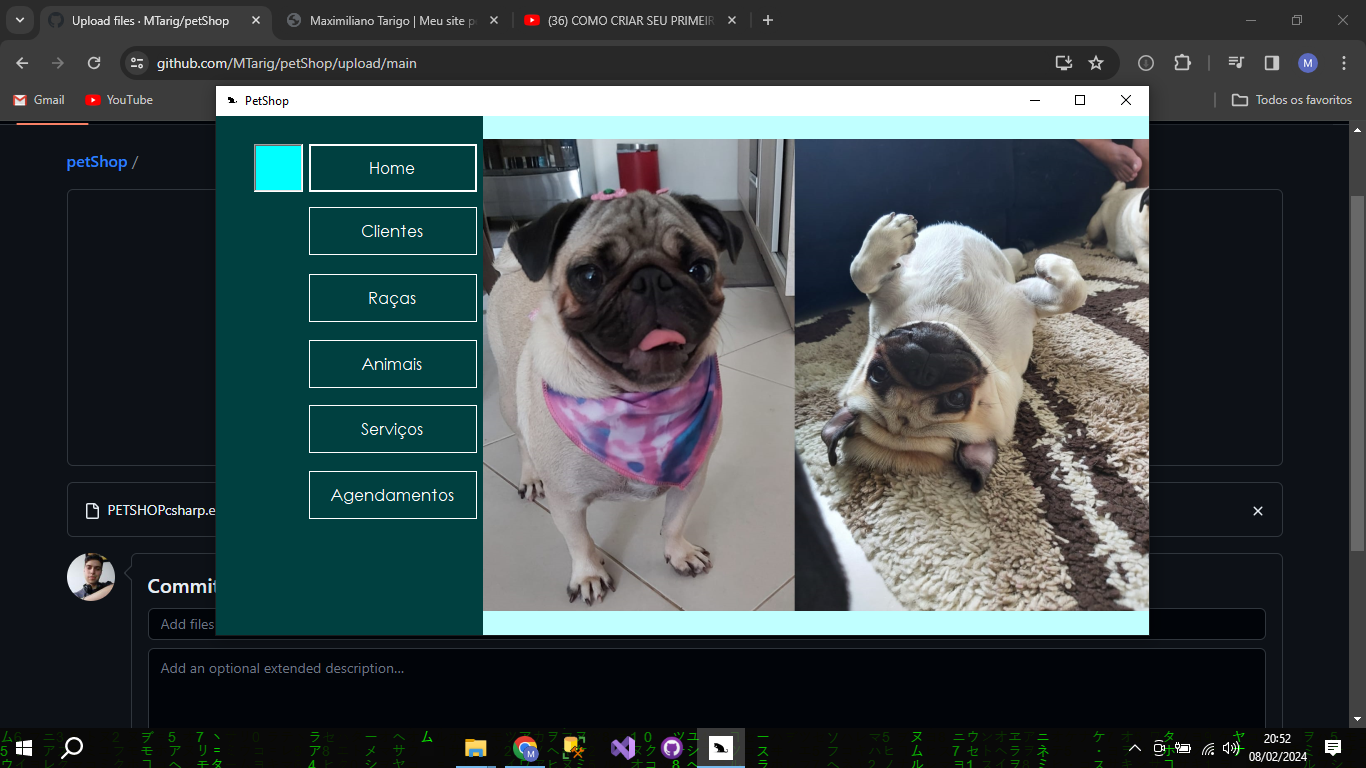 Upload files · MTarig/petShop
Maximiliano Tarigo | Meu site p
(36) COMO CRIAR SEU PRIMEIR
github.com/MTarig/petShop/upload/main
M
Gmail
YouTube
Todos os favoritos
PetShop
petShop /
Home
Clientes
Raças
Animais
Serviços
Agendamentos
PETSHOPcsharp.e
Commit
Add files
Add an optional extended description...
20:52
08/02/2024